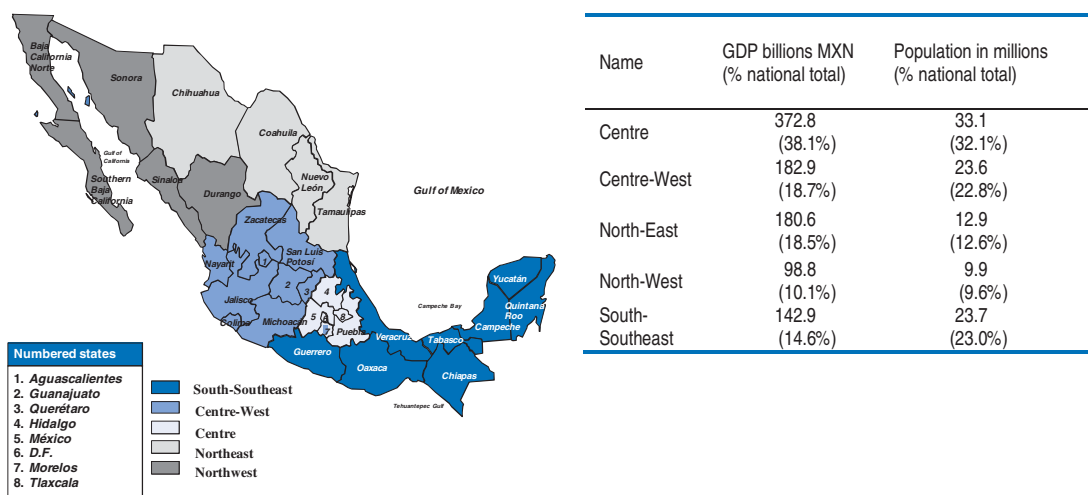 Baja
California
Norte
Sonora
Chihuahua
Coahuila
Gulf of
California
Southern
Baja
California
Sinaloa
Durango
Nuevo
León
Tamaulipas
Gulf of Mexico
Zacatecas
San Luis
Potosí
Nayarit
1
2
3
4
Jalisco
Colima
Michoacán
5
6
7
8
Puebla
Guerrero
Oaxaca
Veracruz
Tabasco
Campeche Bay
Yucatán
Quintana
Roo
Campeche
Chiapas
Tehuantepec Gulf
Numbered states
1. Aguascalientes
2. Guanajuato
3. Querétaro
4. Hidalgo
5. México
6. D.F.
7. Morelos
8. Tlaxcala
South-Southeast
Centre-West
Centre
Northeast
Northwest
Name GDP billions MXN Population in millions
(% national total) (% national total)
Centre 372.8 33.1
(38.1%) (32.1%)
Centre-West 182.9 23.6
(18.7%) (22.8%)
North-East 180.6 12.9
(18.5%) (12.6%)
North-West 98.8 9.9
(10.1%) (9.6%)
South- 142.9 23.7
Southeast (14.6%) (23.0%)